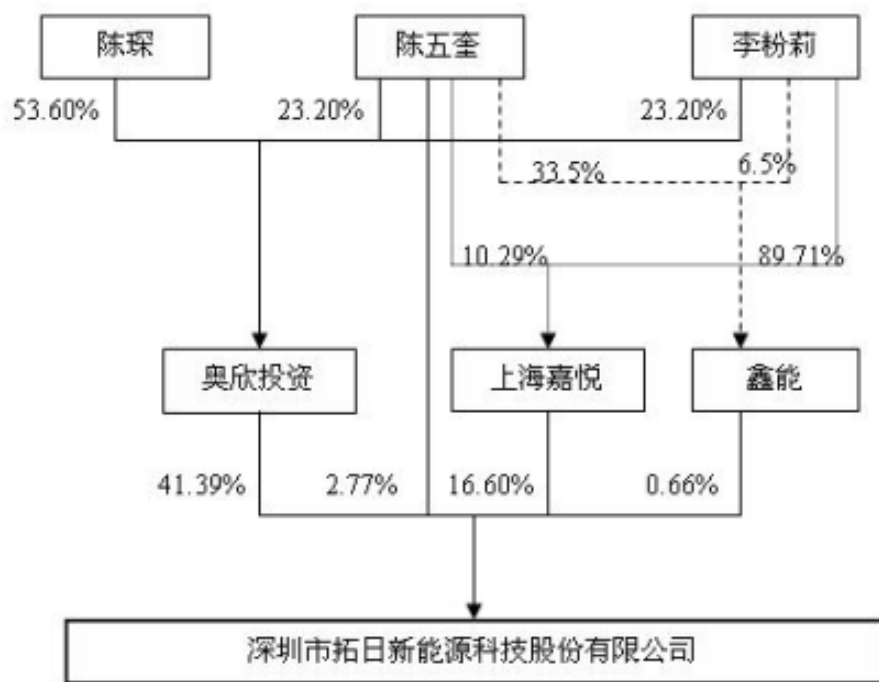 陈琛 陈五奎 李粉莉
53.60% 23.20% 23.20%
33.5% 6.5%
10.29% 89.71%
奥欣投资 上海嘉悦 鑫能
41.39% 2.77% 16.60% 0.66%
深圳市拓日新能源科技股份有限公司